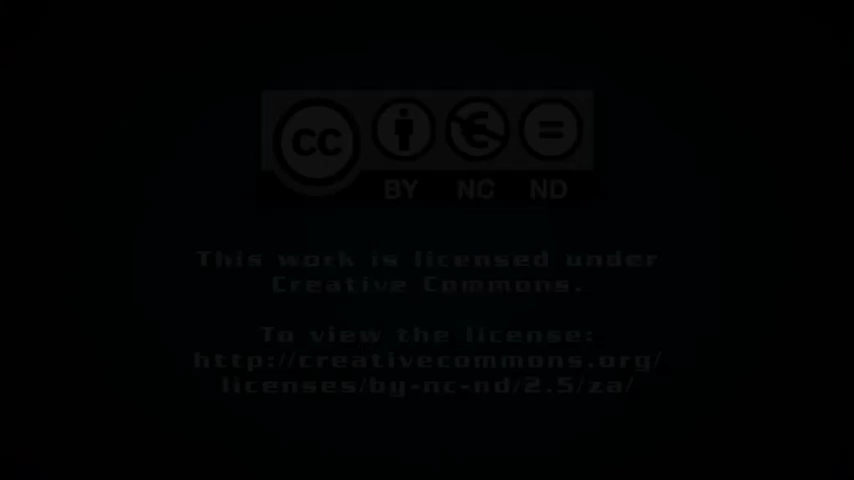 cc
BY NC ND
This work is licensed under
Creative Commons.
To view the license:
http://creativecommons.org/
licenses/by-nc-nd/2.5/za/